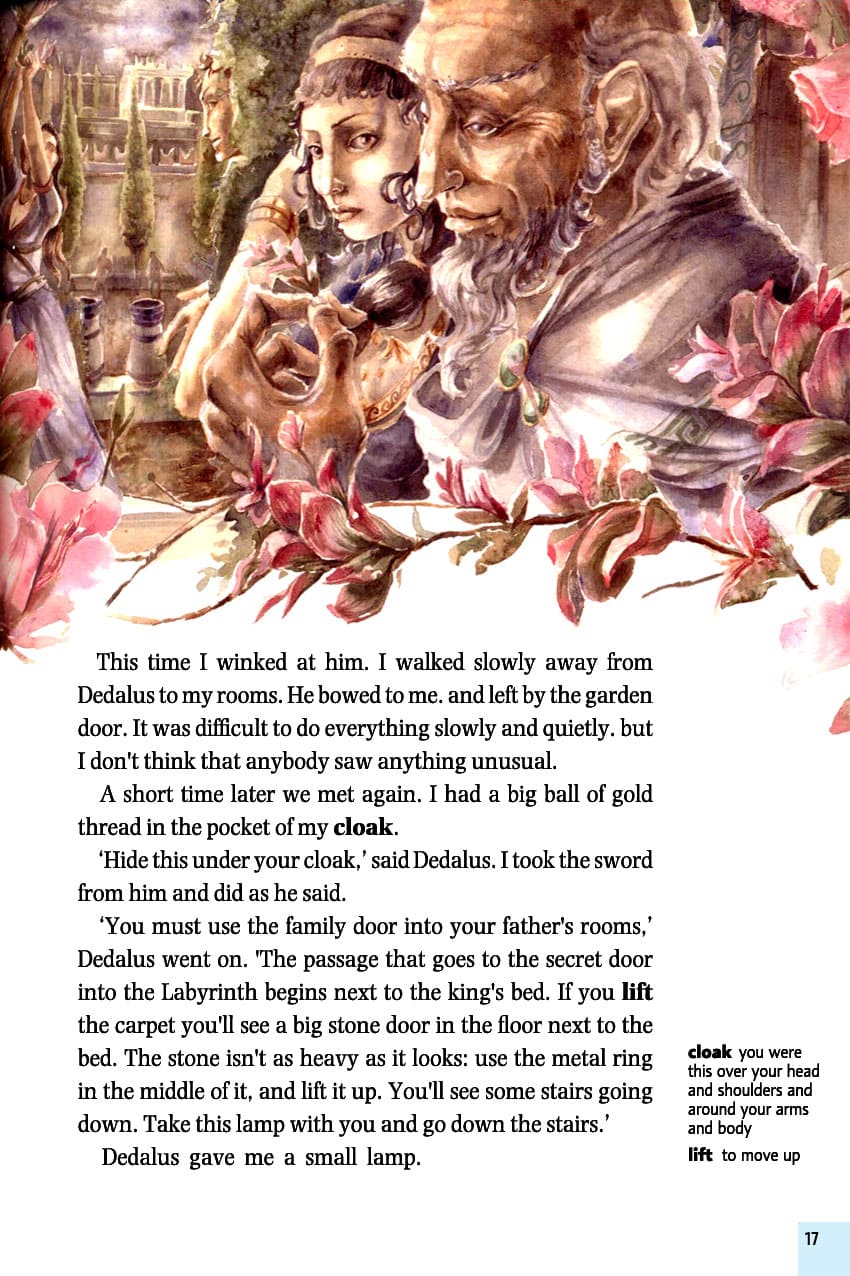 This time I winked at him. I walked slowly away from
Dedalus to my rooms. He bowed to me. and left by the garden
door. It was difficult to do everything slowly and quietly. but
I don't think that anybody saw anything unusual.
A short time later we met again. I had a big ball of gold
thread in the pocket of my cloak.
‘Hide this under your cloak,’ said Dedalus. I took the sword
from him and did as he said.
‘You must use the family door into your father's rooms,’
Dedalus went on. 'The passage that goes to the secret door
into the Labyrinth begins next to the king's bed. If you lift
the carpet you'll see a big stone door in the floor next to the
bed. The stone isn't as heavy as it looks: use the metal ring
in the middle of it, and lift it up. You'll see some stairs going
down. Take this lamp with you and go down the stairs.’
Dedalus gave me a small lamp.
cloak you were
this over your head
and shoulders and
around your arms
and body
lift to move up
17